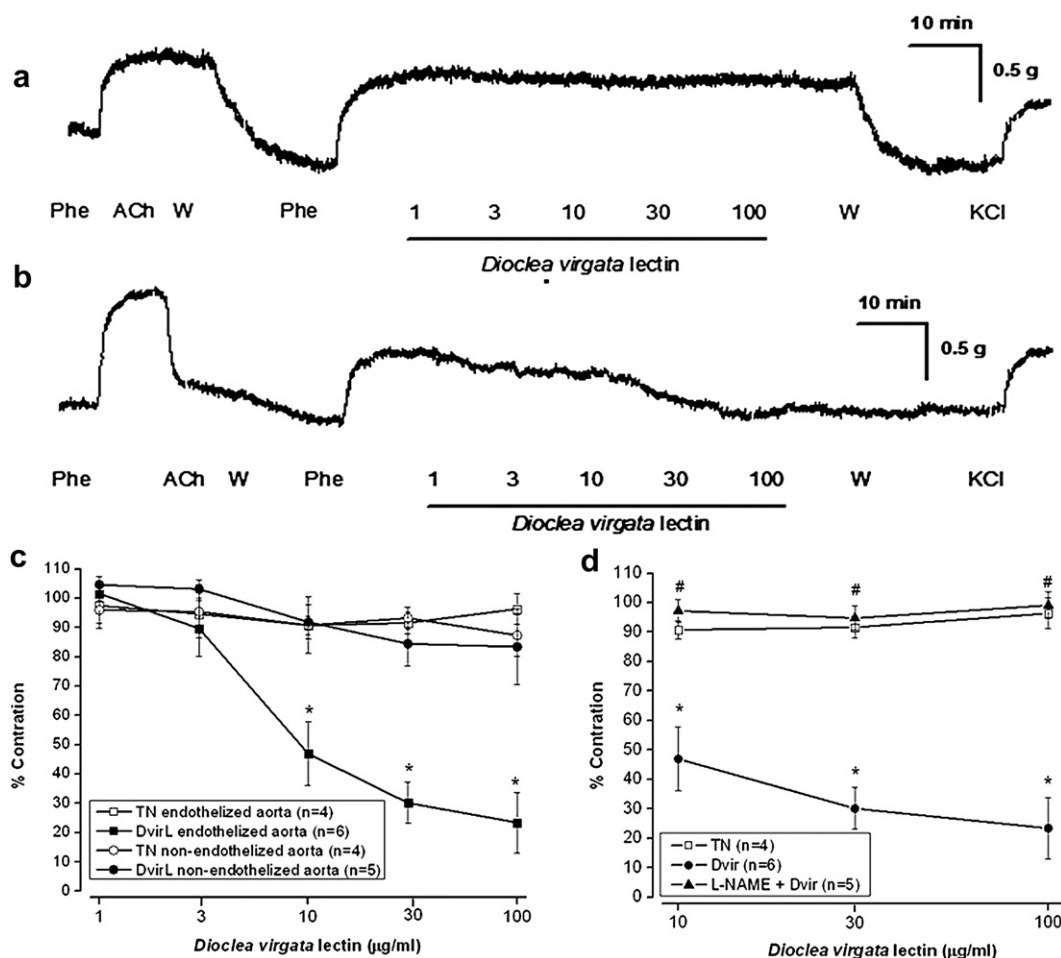 10 min
a
0.5 g
Phe ACh W Phe 1 3 10 30 100 W KCl
Dioclea virgata lectin
b
10 min
0.5 g
Phe ACh W Phe 1 3 10 30 100 W KCl
Dioclea virgata lectin
c
110
100
90
80
70
60
50
40
30
20
10
0
% Contration
* * *
TN endothelized aorta (n=4)
DvirL endothelized aorta (n=6)
TN non-endothelized aorta (n=4)
DvirL non-endothelized aorta (n=5)
1 3 10 30 100
Dioclea virgata lectin (µg/ml)
d
110
100
90
80
70
60
50
40
30
20
10
0
% Contration
# # #
* * *
TN (n=4)
Dvir (n=6)
L-NAME + Dvir (n=5)
10 30 100
Dioclea virgata lectin (µg/ml)